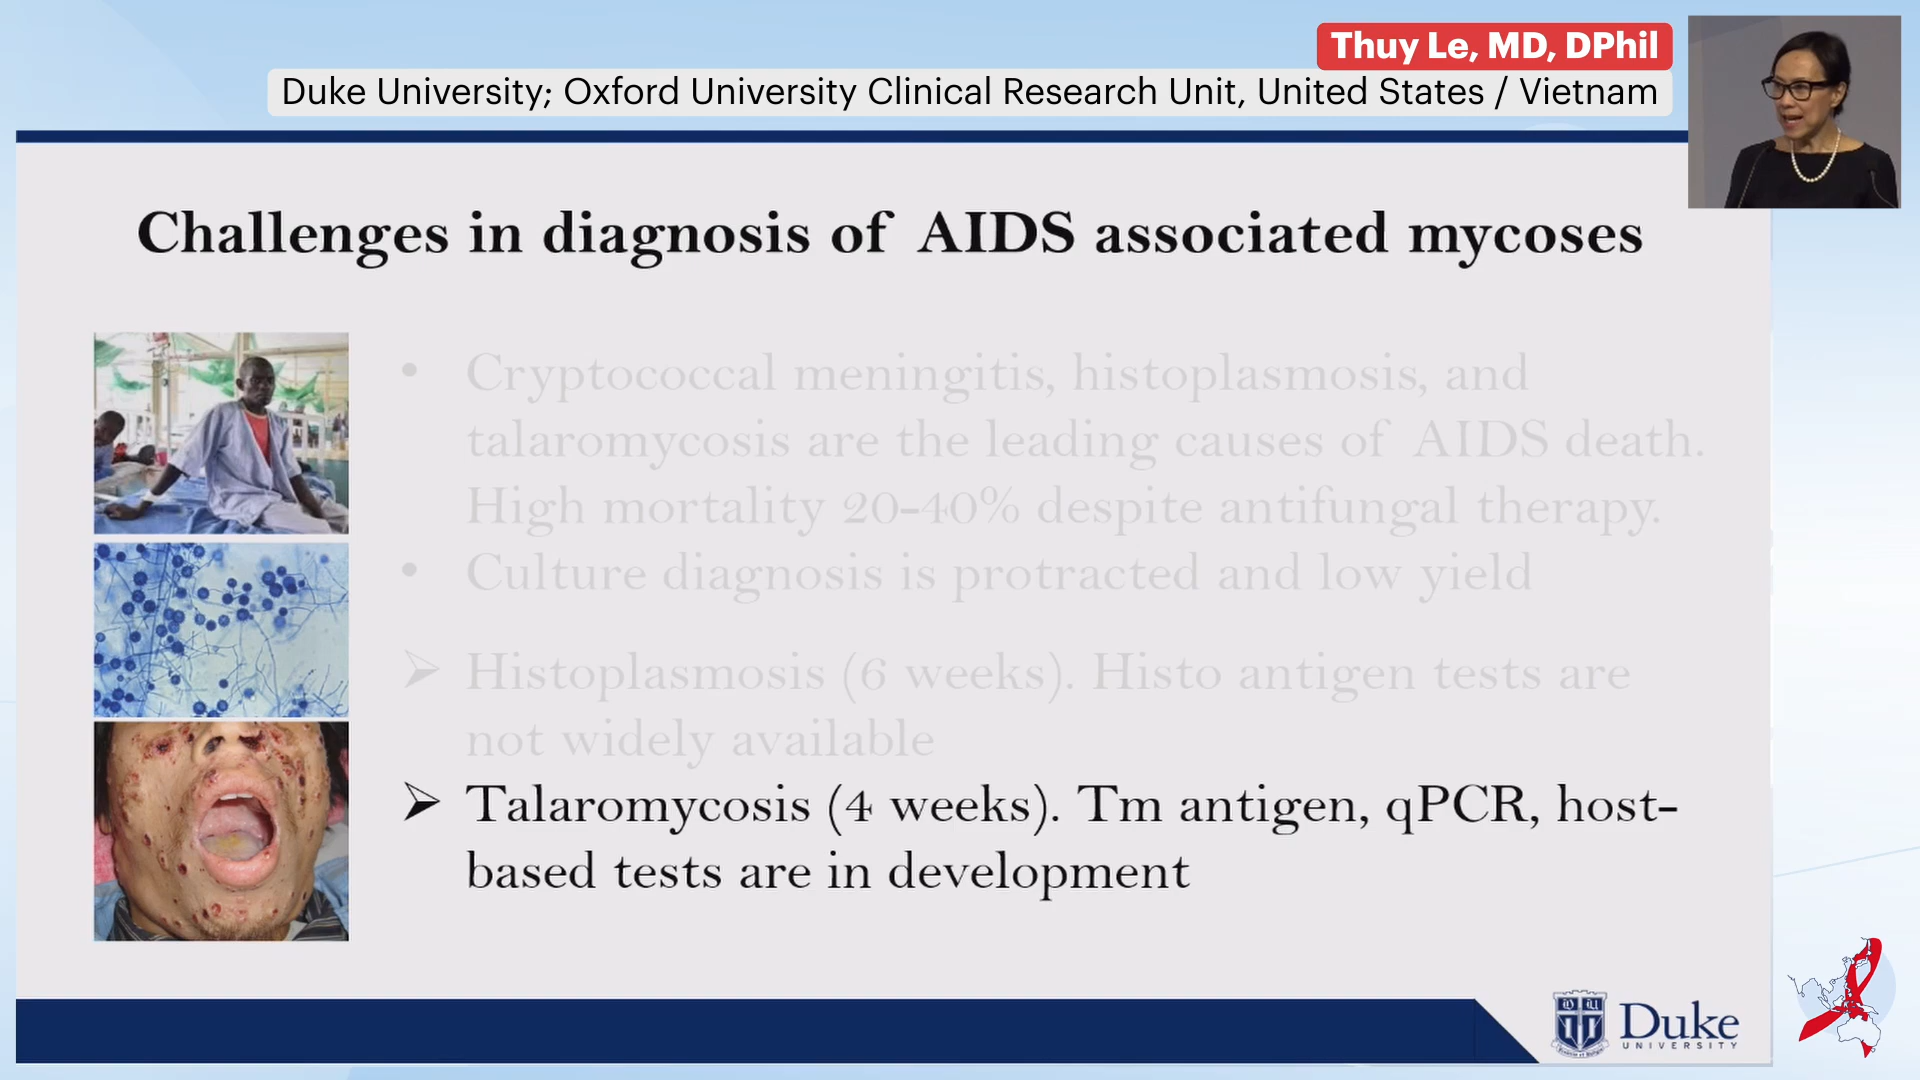 Thuy Le, MD, DPhil
Duke University; Oxford University Clinical Research Unit, United States / Vietnam
Challenges in diagnosis of AIDS associated mycoses
• Cryptococcal meningitis, histoplasmosis, and
talaromycosis are the leading causes of AIDS death.
High mortality 20-40% despite antifungal therapy.
• Culture diagnosis is protracted and low yield
➢ Histoplasmosis (6 weeks). Histo antigen tests are
not widely available
➢ Talaromycosis (4 weeks). Tm antigen, qPCR, host-
based tests are in development
Duke
UNIVERSITY